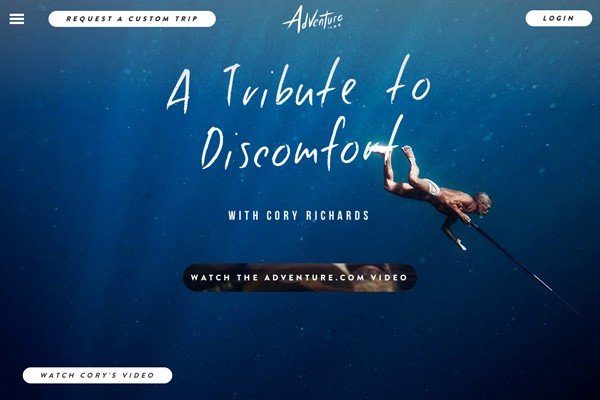 REQUEST A CUSTOM TRIP
Adventure
LOGIN
A Tribute to
Discomfort
WITH CORY RICHARDS
WATCH THE ADVENTURE.COM VIDEO
WATCH CORY'S VIDEO